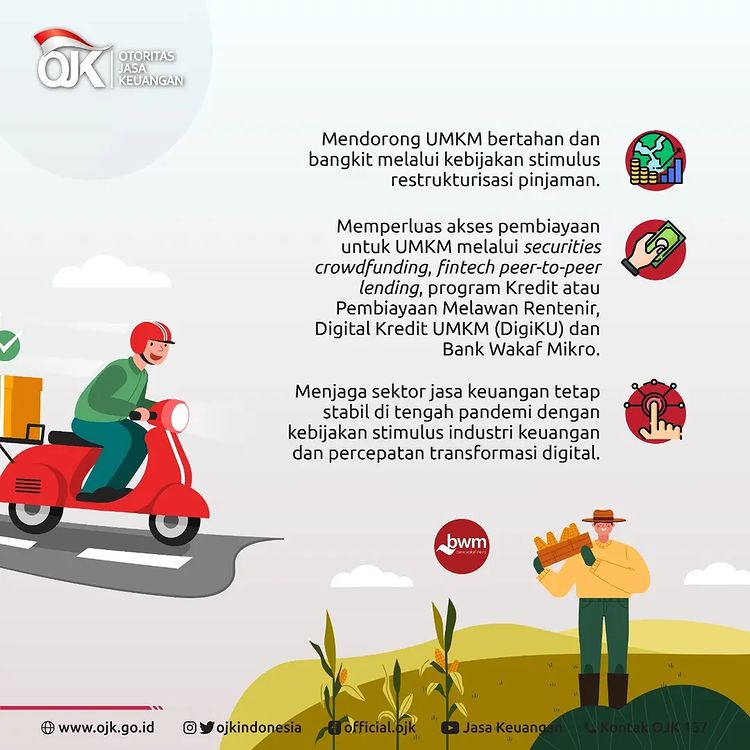 OJK
OTORITAS
JASA
KEUANGAN
Mendorong UMKM bertahan dan
bangkit melalui kebijakan stimulus
restrukturisasi pinjaman.
Memperluas akses pembiayaan
untuk UMKM melalui securities
crowdfunding, fintech peer-to-peer
lending, program Kredit atau
Pembiayaan Melawan Rentenir,
Digital Kredit UMKM (DigiKU) dan
Bank Wakaf Mikro.
Menjaga sektor jasa keuangan tetap
stabil di tengah pandemi dengan
kebijakan stimulus industri keuangan
dan percepatan transformasi digital.
bwm
bank wakaf mikro
www.ojk.go.id ojkindonesia official.ojk Jasa Keuangan Kontak OJK 157